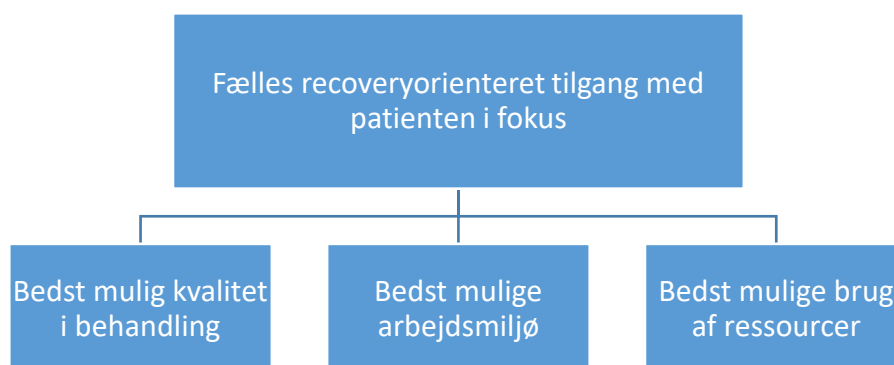 Fælles recoveryorienteret tilgang med
patienten i fokus
Bedst mulig kvalitet
i behandling
Bedst mulige
arbejdsmiljø
Bedst mulige brug
af ressourcer